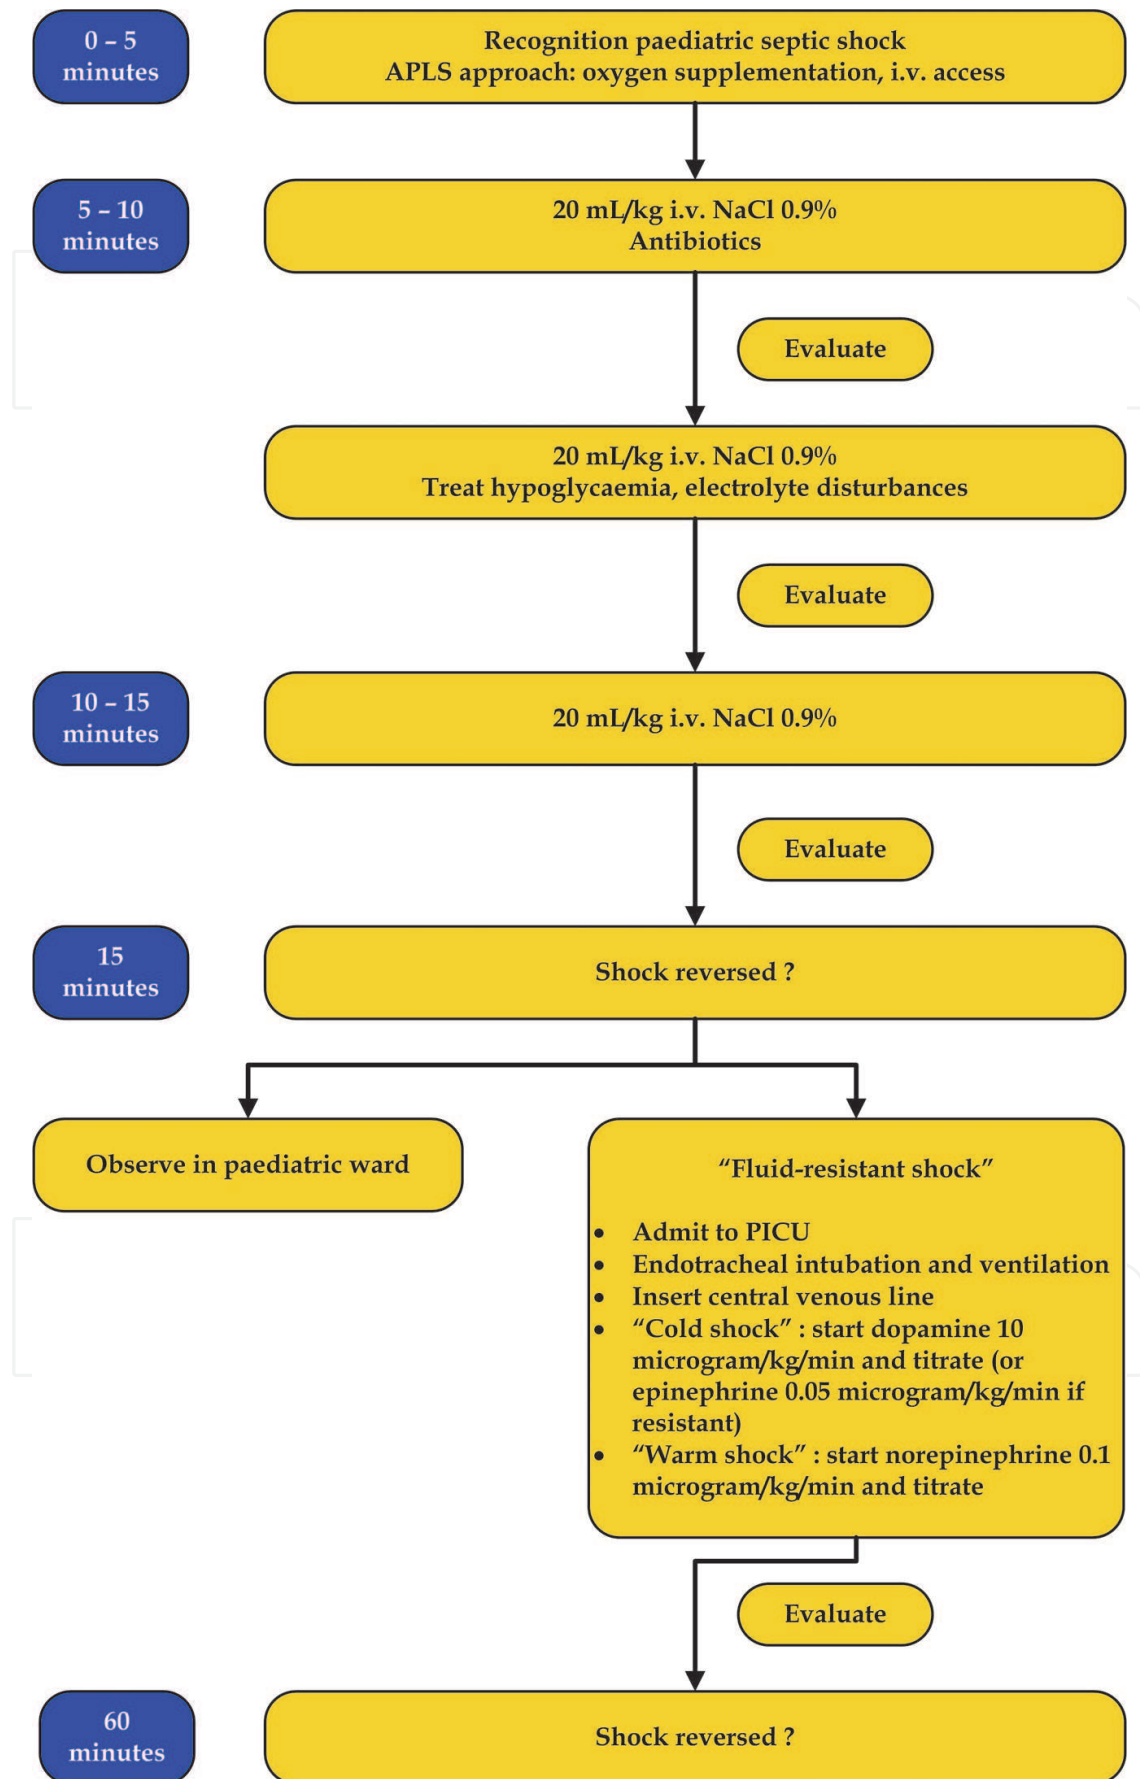 0 – 5
minutes
Recognition paediatric septic shock
APLS approach: oxygen supplementation, i.v. access
5 – 10
minutes
20 mL/kg i.v. NaCl 0.9%
Antibiotics
Evaluate
20 mL/kg i.v. NaCl 0.9%
Treat hypoglycaemia, electrolyte disturbances
Evaluate
10 – 15
minutes
20 mL/kg i.v. NaCl 0.9%
Evaluate
15
minutes
Shock reversed ?
Observe in paediatric ward
“Fluid-resistant shock”
• Admit to PICU
• Endotracheal intubation and ventilation
• Insert central venous line
• “Cold shock” : start dopamine 10
microgram/kg/min and titrate (or
epinephrine 0.05 microgram/kg/min if
resistant)
• “Warm shock” : start norepinephrine 0.1
microgram/kg/min and titrate
Evaluate
60
minutes
Shock reversed ?